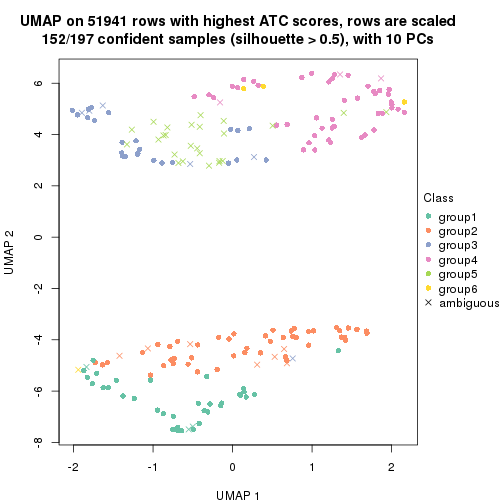 UMAP on 51941 rows with highest ATC scores, rows are scaled
152/197 confident samples (silhouette > 0.5), with 10 PCs
6
4
2
0
-2
-4
-6
-8
UMAP 2
-2
-1
0
1
2
UMAP 1
Class
group1
group2
group3
group4
group5
group6
ambiguous